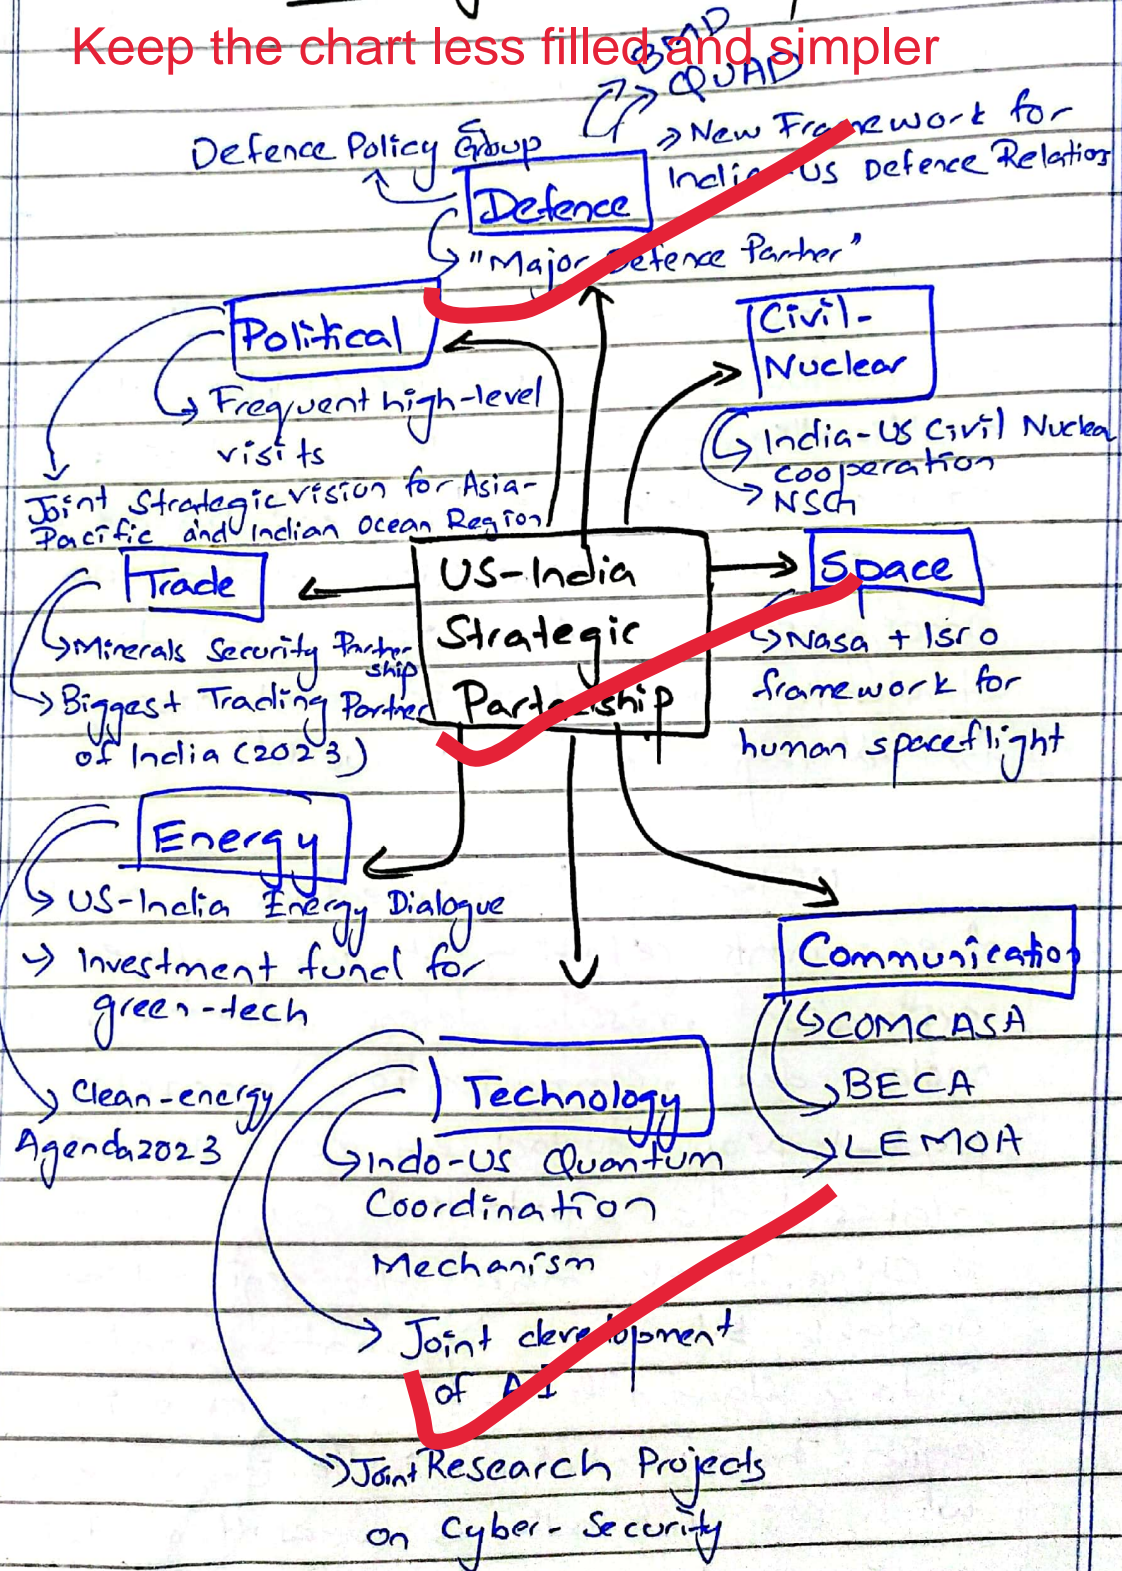 Keep the chart less filled and simpler
BMD
QUAD
New Framework for
India-US Defence Relations
Defence Policy Group
Defence
"Major Defence Partner"
Political
Frequent high-level
visits
Joint Strategic vision for Asia-
Pacific and Indian Ocean Region
Civil-
Nuclear
India-US Civil Nuclear
cooperation
NSG
US-India
Strategic
Partnership
Trade
Minerals Security Partner
ship
Biggest Trading Partner
of India (2023)
Space
Nasa + Isro
framework for
human spaceflight
Energy
US-India Energy Dialogue
Investment fund for
green-tech
Clean-energy
Agenda 2023
Communication
COMCASA
BECA
LEMOA
Technology
Indo-US Quantum
Coordination
Mechanism
Joint development
of AI
Joint Research Projects
on Cyber-Security